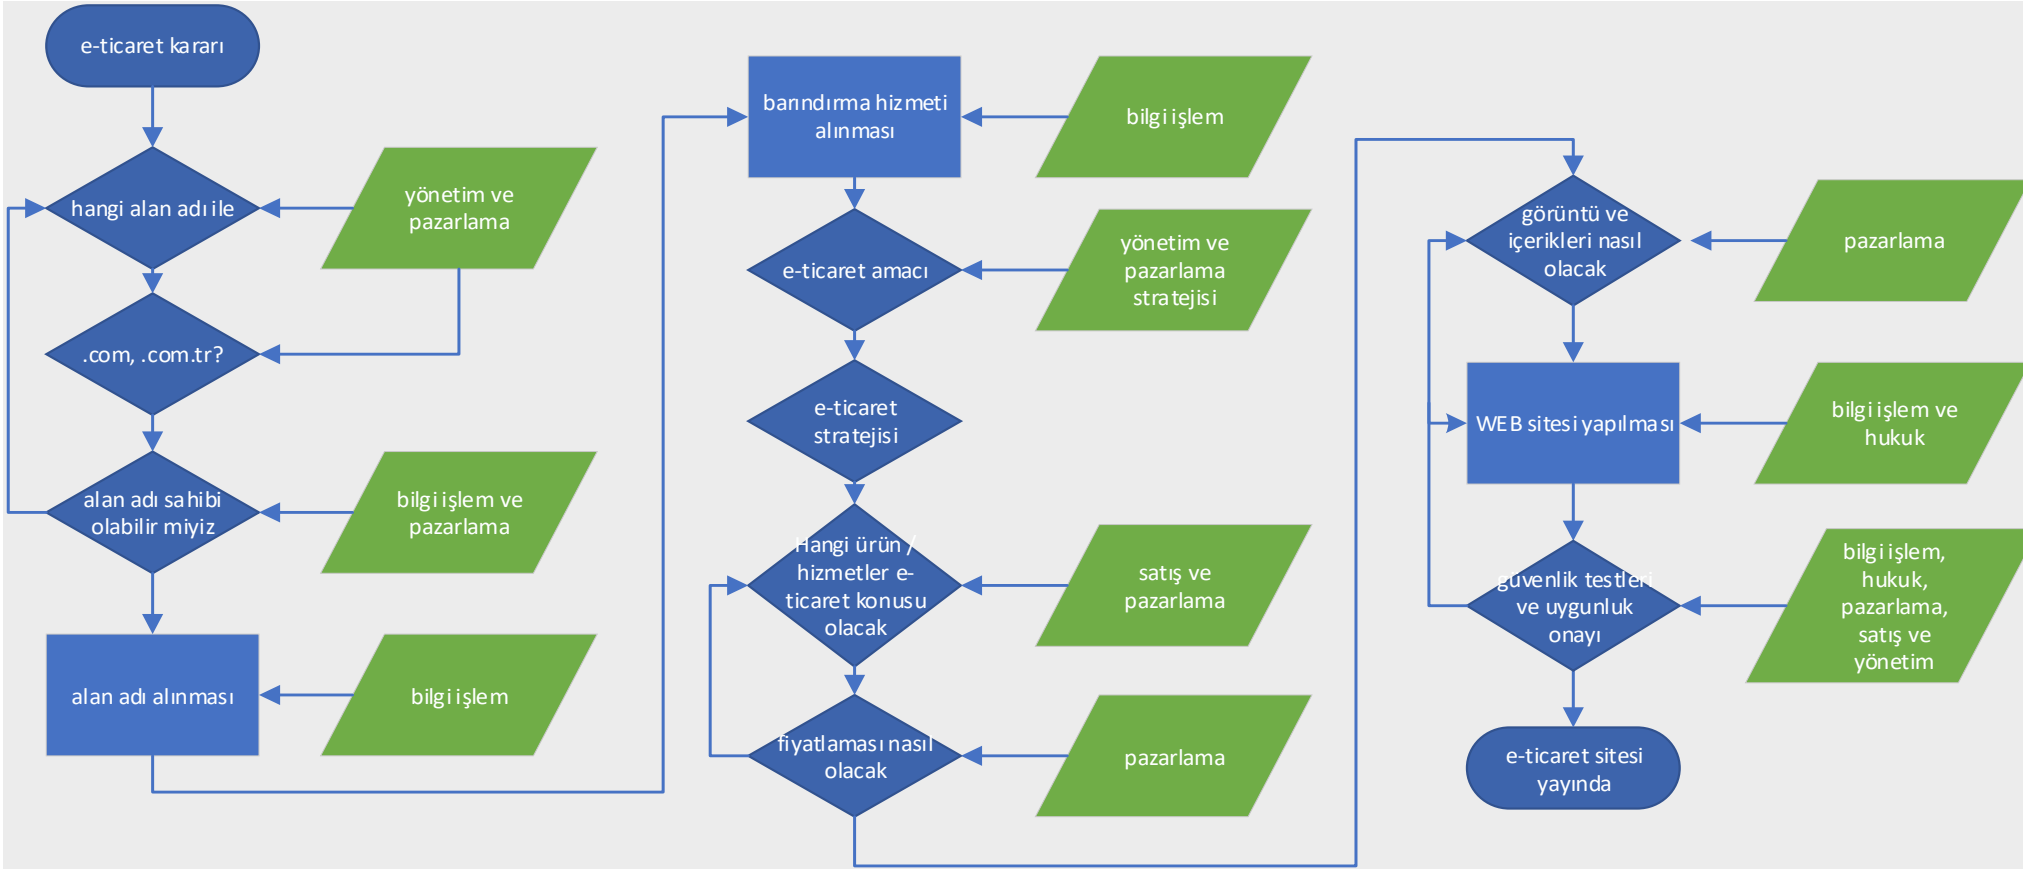 e-ticaret kararı
hangi alan adı ile
yönetim ve
pazarlama
.com, .com.tr?
alan adı sahibi
olabilir miyiz
bilgi işlem ve
pazarlama
alan adı alınması
bilgi işlem
barındırma hizmeti
alınması
bilgi işlem
e-ticaret amacı
yönetim ve
pazarlama
stratejisi
e-ticaret
stratejisi
Hangi ürün /
hizmetler e-
ticaret konusu
olacak
satış ve
pazarlama
fiyatlaması nasıl
olacak
pazarlama
görüntü ve
içerikleri nasıl
olacak
pazarlama
WEB sitesi yapılması
bilgi işlem ve
hukuk
güvenlik testleri
ve uygunluk
onayı
bilgi işlem,
hukuk,
pazarlama,
satış ve
yönetim
e-ticaret sitesi
yayında